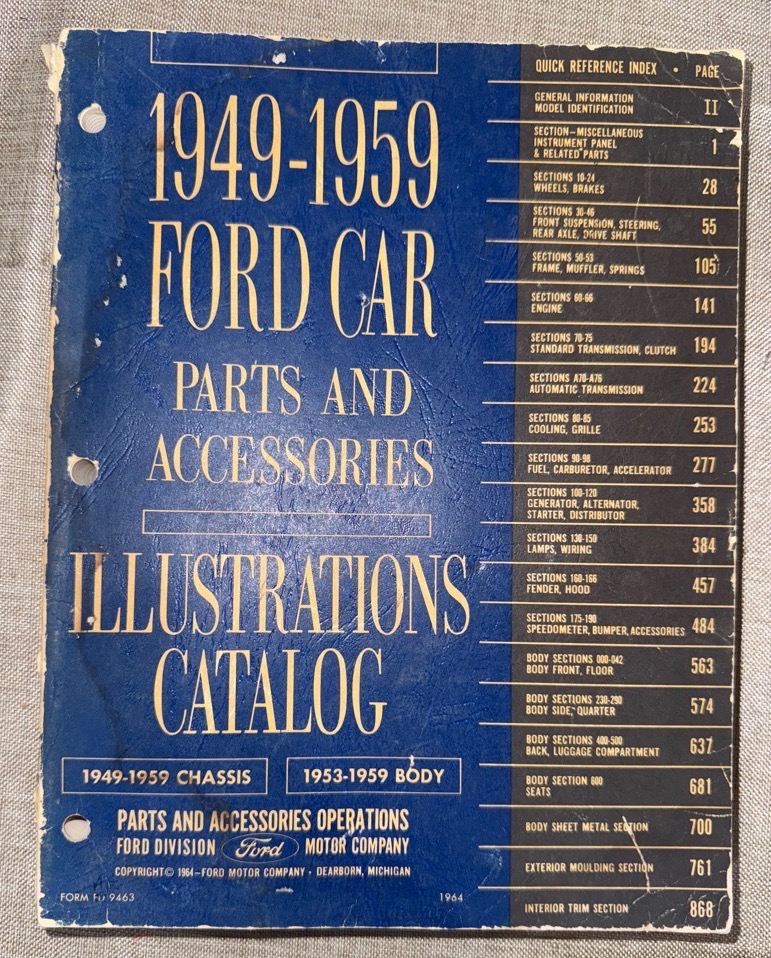 1949-1959
FORD CAR
PARTS AND
ACCESSORIES
ILLUSTRATIONS
CATALOG
1949-1959 CHASSIS
1953-1959 BODY
PARTS AND ACCESSORIES OPERATIONS
FORD DIVISION Ford MOTOR COMPANY
COPYRIGHT © 1964—FORD MOTOR COMPANY • DEARBORN, MICHIGAN
FORM FD 9463 1964
QUICK REFERENCE INDEX • PAGE
GENERAL INFORMATION
MODEL IDENTIFICATION II
SECTION—MISCELLANEOUS
INSTRUMENT PANEL
& RELATED PARTS 1
SECTIONS 10-24
WHEELS, BRAKES 28
SECTIONS 30-46
FRONT SUSPENSION, STEERING,
REAR AXLE, DRIVE SHAFT 55
SECTIONS 50-53
FRAME, MUFFLER, SPRINGS 105
SECTIONS 60-66
ENGINE 141
SECTIONS 70-75
STANDARD TRANSMISSION, CLUTCH 194
SECTIONS A70-A76
AUTOMATIC TRANSMISSION 224
SECTIONS 80-85
COOLING, GRILLE 253
SECTIONS 90-98
FUEL, CARBURETOR, ACCELERATOR 277
SECTIONS 100-120
GENERATOR, ALTERNATOR,
STARTER, DISTRIBUTOR 358
SECTIONS 130-150
LAMPS, WIRING 384
SECTIONS 160-166
FENDER, HOOD 457
SECTIONS 175-190
SPEEDOMETER, BUMPER, ACCESSORIES 484
BODY SECTIONS 000-042
BODY FRONT, FLOOR 563
BODY SECTIONS 230-290
BODY SIDE, QUARTER 574
BODY SECTIONS 400-500
BACK, LUGGAGE COMPARTMENT 637
BODY SECTION 600
SEATS 681
BODY SHEET METAL SECTION 700
EXTERIOR MOULDING SECTION 761
INTERIOR TRIM SECTION 868